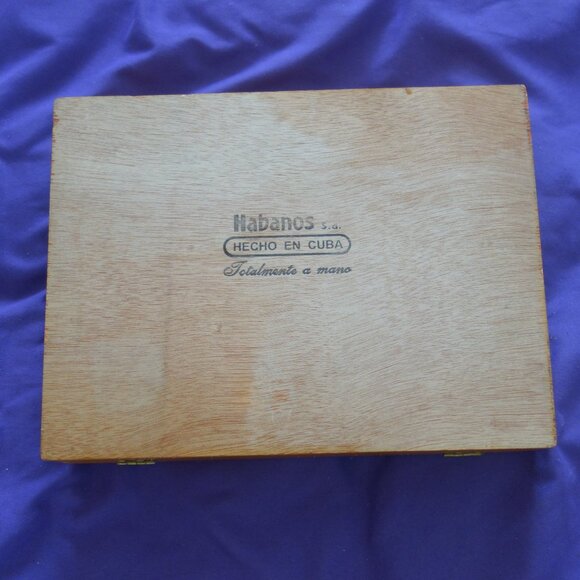 Habanos s.a.
HECHO EN CUBA
Totalmente a mano